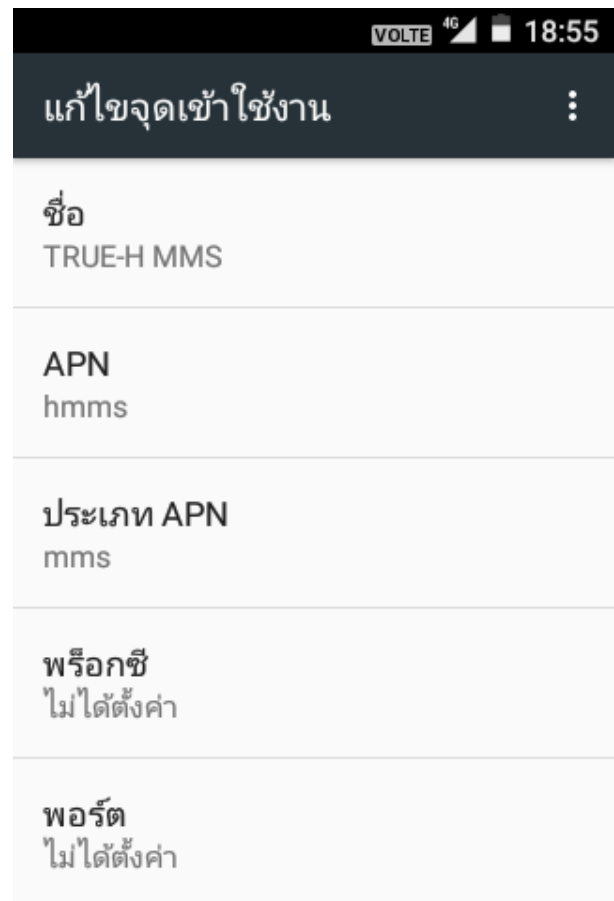 VOLTE 4G 18:55
แก้ไขจุดเข้าใช้งาน
ชื่อ
TRUE-H MMS
APN
hmms
ประเภท APN
mms
พร็อกซี
ไม่ได้ตั้งค่า
พอร์ต
ไม่ได้ตั้งค่า